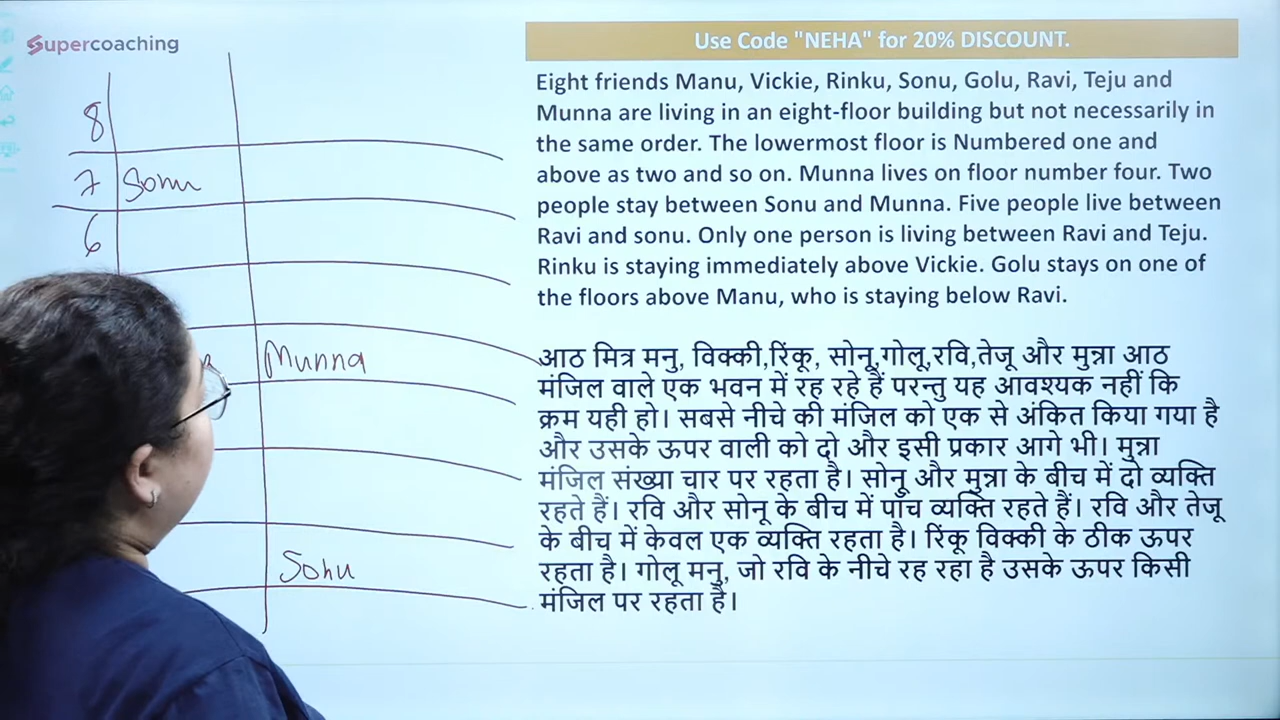 Supercoaching
Use Code "NEHA" for 20% DISCOUNT.
Eight friends Manu, Vickie, Rinku, Sonu, Golu, Ravi, Teju and
Munna are living in an eight-floor building but not necessarily in
the same order. The lowermost floor is Numbered one and
above as two and so on. Munna lives on floor number four. Two
people stay between Sonu and Munna. Five people live between
Ravi and sonu. Only one person is living between Ravi and Teju.
Rinku is staying immediately above Vickie. Golu stays on one of
the floors above Manu, who is staying below Ravi.
आठ मित्र मनु, विक्की,रिंकू, सोनू,गोलू,रवि,तेजू और मुन्ना आठ
मंजिल वाले एक भवन में रह रहे हैं परन्तु यह आवश्यक नहीं कि
क्रम यही हो। सबसे नीचे की मंजिल को एक से अंकित किया गया है
और उसके ऊपर वाली को दो और इसी प्रकार आगे भी। मुन्ना
मंजिल संख्या चार पर रहता है। सोनू और मुन्ना के बीच में दो व्यक्ति
रहते हैं। रवि और सोनू के बीच में पाँच व्यक्ति रहते हैं। रवि और तेजू
के बीच में केवल एक व्यक्ति रहता है। रिंकू विक्की के ठीक ऊपर
रहता है। गोलू मनु, जो रवि के नीचे रह रहा है उसके ऊपर किसी
मंजिल पर रहता है।
8
7 Sonu
6
Munna
Sonu